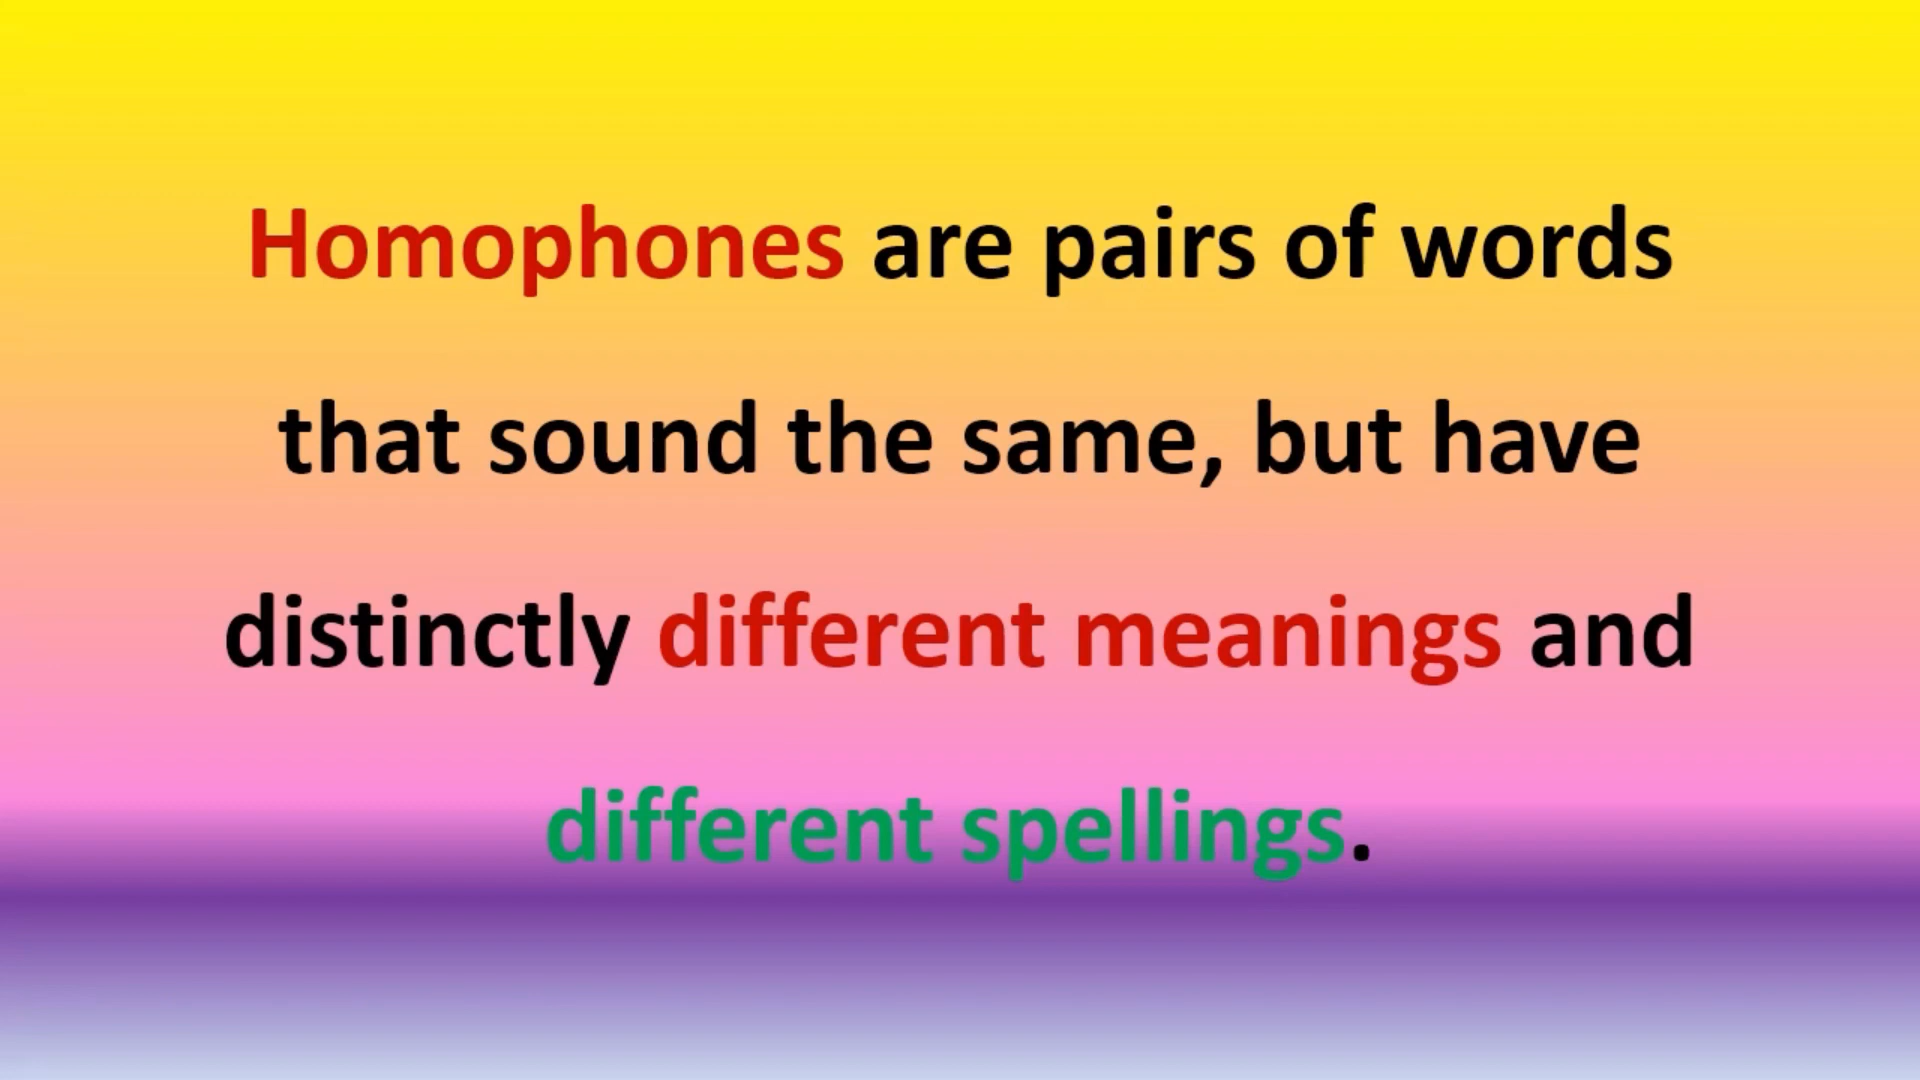 Homophones are pairs of words
that sound the same, but have
distinctly different meanings and
different spellings.